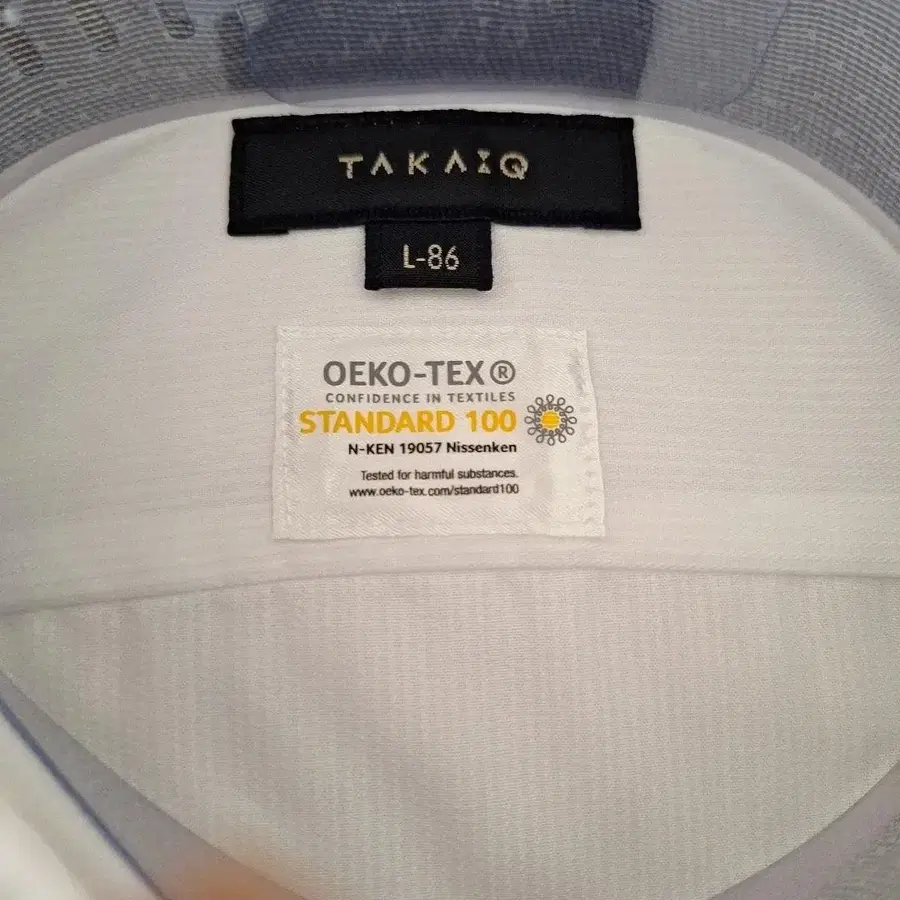 TAKAIQ
L-86
OEKO-TEX®
CONFIDENCE IN TEXTILES
STANDARD 100
N-KEN 19057 Nissenken
Tested for harmful substances.
www.oeko-tex.com/standard100